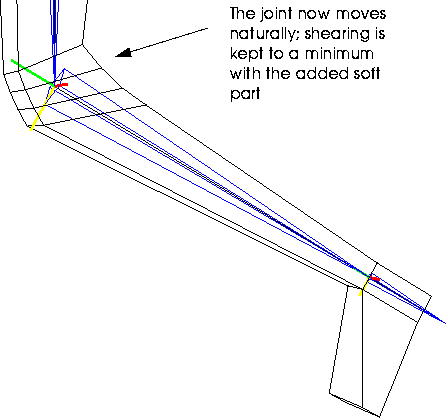 The joint now moves
naturally; shearing is
kept to a minimum
with the added soft
part